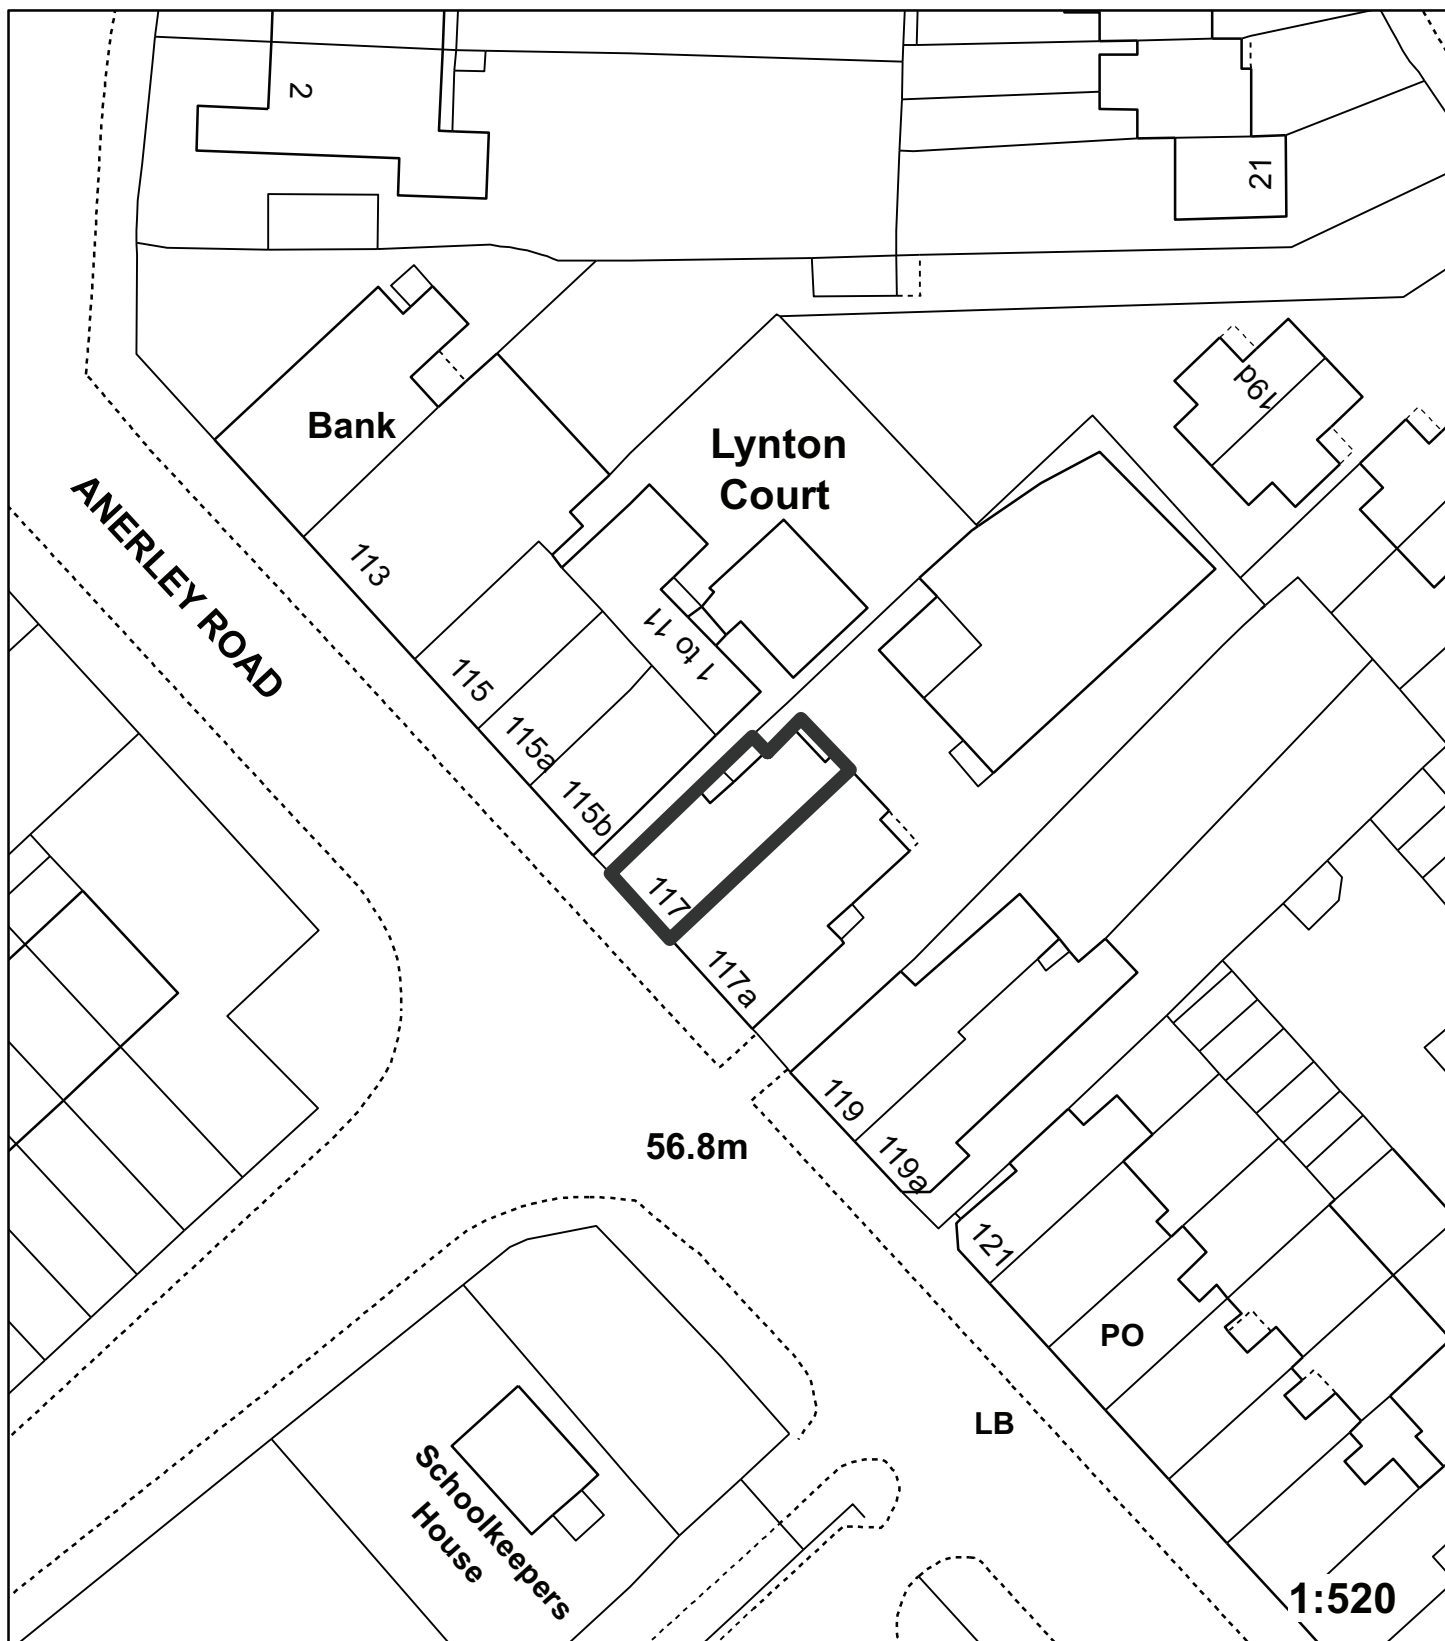 2
21
19d
Bank
Lynton
Court
ANERLEY ROAD
113
1 to 11
115
115a
115b
117
117a
119
56.8m
119a
121
PO
LB
Schoolkeepers
House
1:520